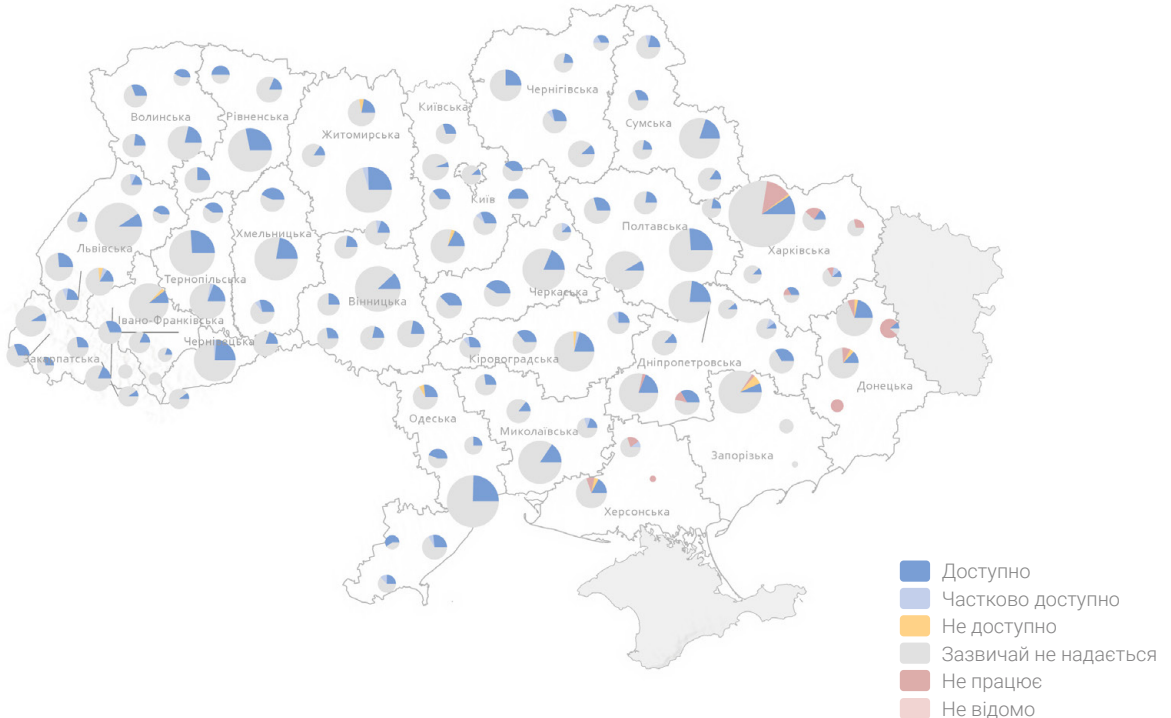 Київська
Чернігівська
Волинська
Рівненська
Житомирська
Сумська
Київ
Полтавська
Хмельницька
Львівська
Харківська
Тернопільська
Черкаська
Вінницька
Івано-Франківська
Чернівецька
Закарпатська
Кіровоградська
Дніпропетровська
Донецька
Одеська
Миколаївська
Запорізька
Херсонська
Доступно
Частково доступно
Не доступно
Зазвичай не надається
Не працює
Не відомо